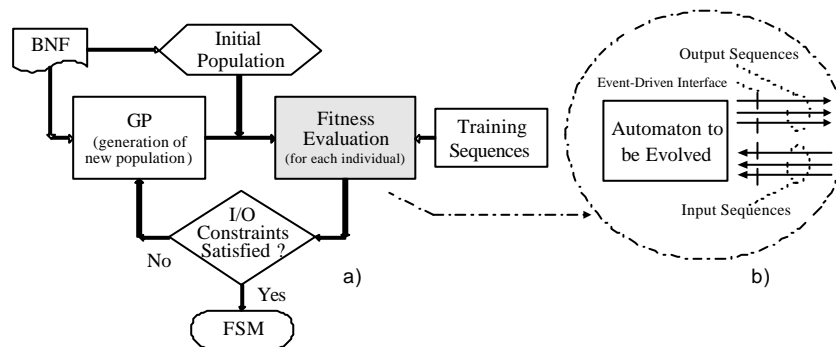 BNF
Initial
Population
GP
(generation of
new population)
Fitness
Evaluation
(for each individual)
Training
Sequences
I/O
Constraints
Satisfied ?
No
Yes
FSM
a)
Output Sequences
Event-Driven Interface
Automaton to
be Evolved
Input Sequences
b)